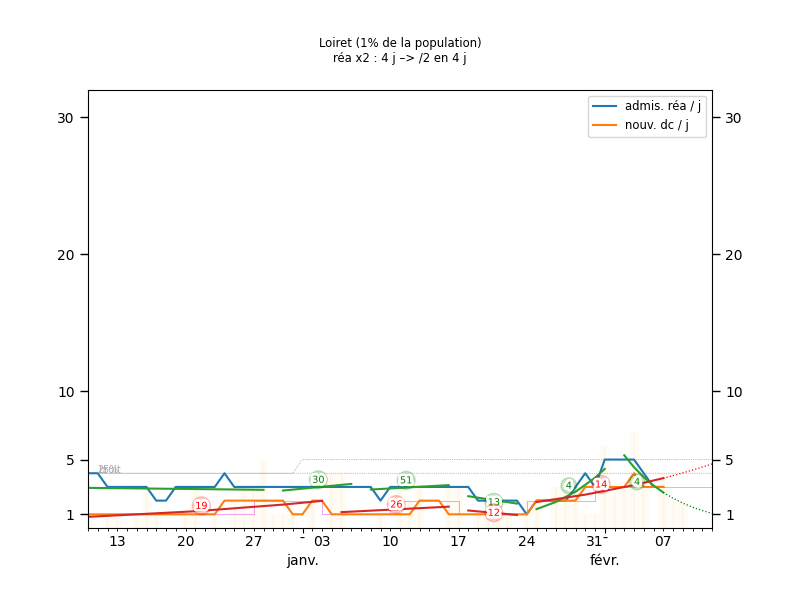 Loiret (1% de la population)
réa x2 : 4 j –> /2 en 4 j
admis. réa / j
nouv. dc / j
30 30
20 20
10 10
5 5
1 1
30 51 13 4 4
19 26 12 14
13 20 27 - 03 10 17 24 31- 07
janv. févr.